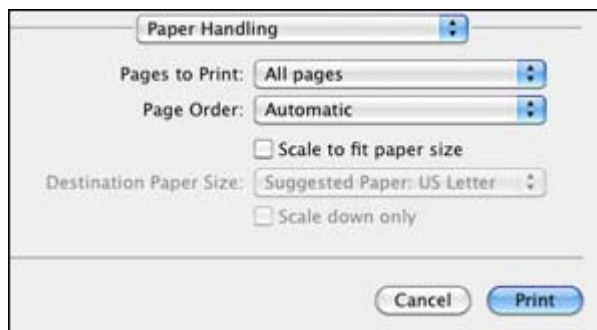 Paper Handling
Pages to Print: All pages
Page Order: Automatic
Scale to fit paper size
Destination Paper Size: Suggested Paper: US Letter
Scale down only
Cancel Print